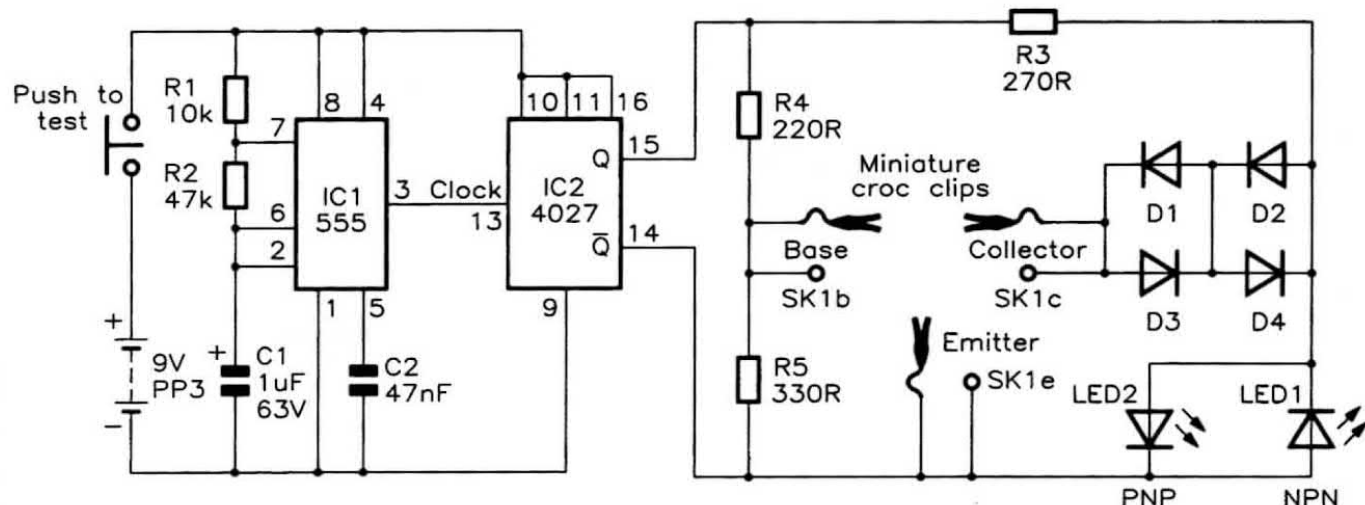 Push to
test
R1
10k
R2
47k
7
6
2
8
4
IC1
555
1
5
3
Clock
13
10
11
16
IC2
4027
Q
Q̅
15
14
9
+
9V
PP3
−
+
C1
1uF
63V
C2
47nF
R3
270R
R4
220R
R5
330R
Miniature
croc clips
Base
SK1b
Collector
SK1c
Emitter
SK1e
D1
D2
D3
D4
LED2
LED1
PNP
NPN